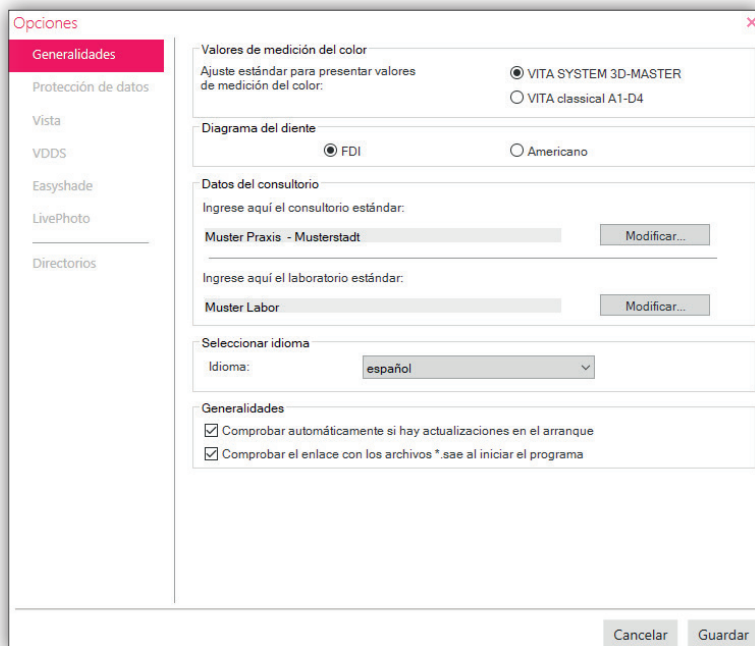 Opciones
Generalidades
Protección de datos
Vista
VDDS
Easyshade
LivePhoto
Directorios
Valores de medición del color
Ajuste estándar para presentar valores
de medición del color:
VITA SYSTEM 3D-MASTER
VITA classical A1-D4
Diagrama del diente
FDI
Americano
Datos del consultorio
Ingrese aquí el consultorio estándar:
Muster Praxis - Musterstadt
Modificar...
Ingrese aquí el laboratorio estándar:
Muster Labor
Modificar...
Seleccionar idioma
Idioma:
español
Generalidades
Comprobar automáticamente si hay actualizaciones en el arranque
Comprobar el enlace con los archivos *.sae al iniciar el programa
Cancelar
Guardar